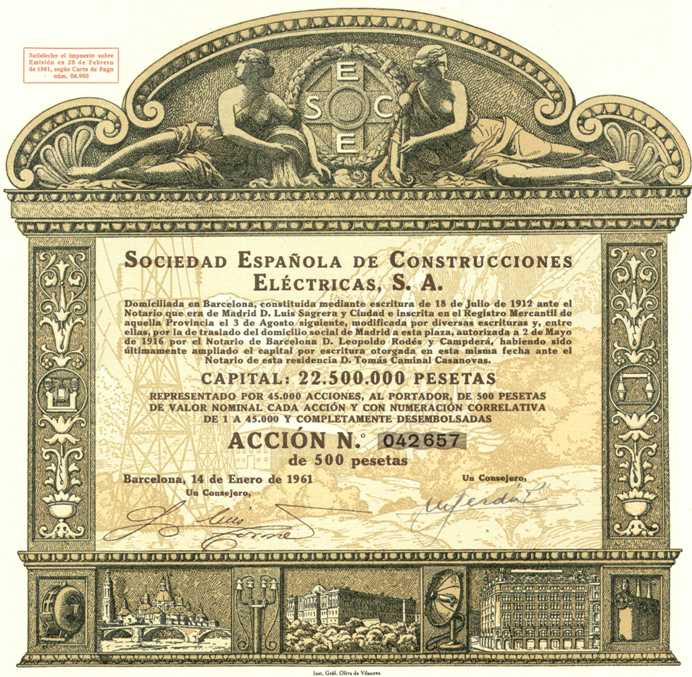 Satisfecho el impuesto sobre
Emisión en 28 de Febrero
de 1961, según Carta de Pago
núm.
E
S C
E
SOCIEDAD ESPAÑOLA DE CONSTRUCCIONES
ELÉCTRICAS, S. A.
Domiciliada en Barcelona, constituida mediante escritura de 18 de Julio de 1912 ante el
Notario que era de Madrid D. Luis Sagrera y Ciudad e inscrita en el Registro Mercantil de
aquella Provincia el 3 de Agosto siguiente, modificada por diversas escrituras y, entre
ellas, por la de traslado del domicilio social de Madrid a esta plaza, autorizada a 2 de Mayo
de 1916 por el Notario de Barcelona D. Leopoldo Rodés y Campderá, habiendo sido
últimamente ampliado el capital por escritura otorgada en esta misma fecha ante el
Notario de esta residencia D. Tomás Caminal Casanovas.
CAPITAL: 22.500.000 PESETAS
REPRESENTADO POR 45.000 ACCIONES, AL PORTADOR, DE 500 PESETAS
DE VALOR NOMINAL CADA ACCIÓN Y CON NUMERACIÓN CORRELATIVA
DE 1 A 45.000 Y COMPLETAMENTE DESEMBOLSADAS
ACCIÓN N.º 042657
de 500 pesetas
Barcelona, 14 de Enero de 1961
Un Consejero, Un Consejero,
Inst. Gráf. Oliva de Vilanova